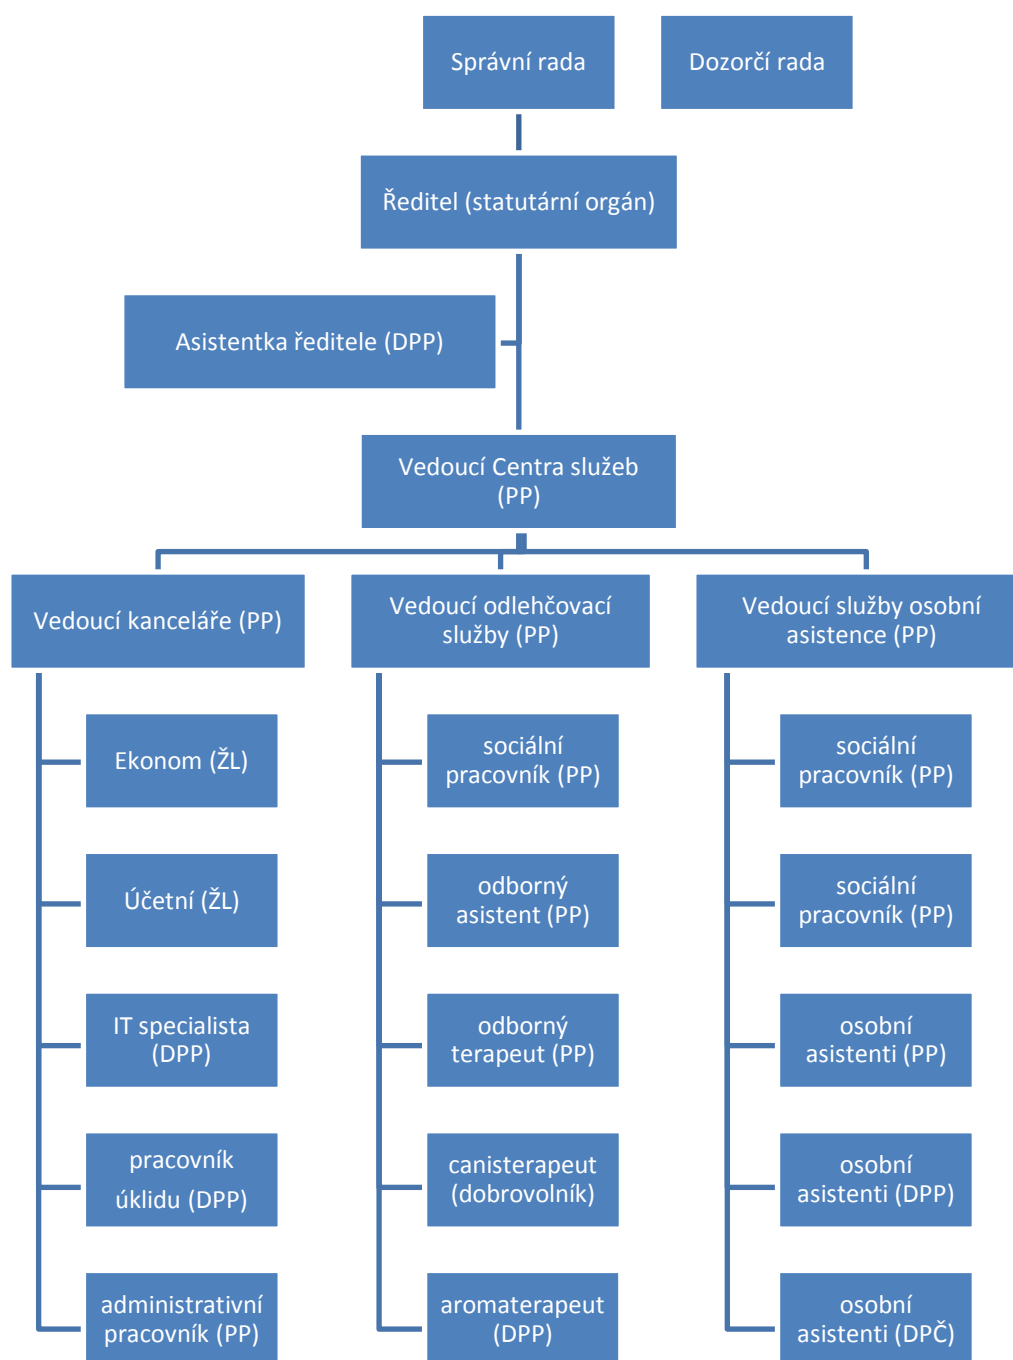 Správní rada
Dozorčí rada
Ředitel (statutární orgán)
Asistentka ředitele (DPP)
Vedoucí Centra služeb
(PP)
Vedoucí kanceláře (PP)
Ekonom (ŽL)
Účetní (ŽL)
IT specialista
(DPP)
pracovník
úklidu (DPP)
administrativní
pracovník (PP)
Vedoucí odlehčovací
služby (PP)
sociální
pracovník (PP)
odborný
asistent (PP)
odborný
terapeut (PP)
canisterapeut
(dobrovolník)
aromaterapeut
(DPP)
Vedoucí služby osobní
asistence (PP)
sociální
pracovník (PP)
sociální
pracovník (PP)
osobní
asistenti (PP)
osobní
asistenti (DPP)
osobní
asistenti (DPČ)